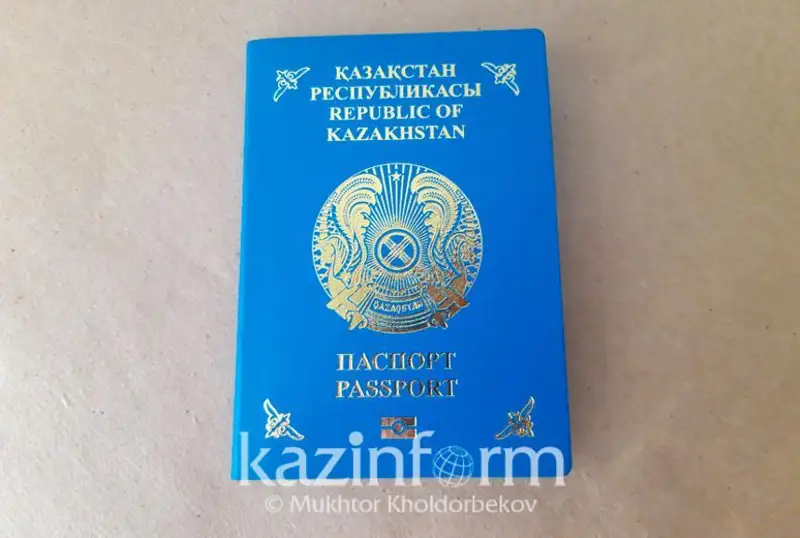 ҚАЗАҚСТАН
РЕСПУБЛИКАСЫ
REPUBLIC OF
KAZAKHSTAN
QAZAQSTAN
ПАСПОРТ
PASSPORT
kazinform
© Mukhtor Kholdorbekov